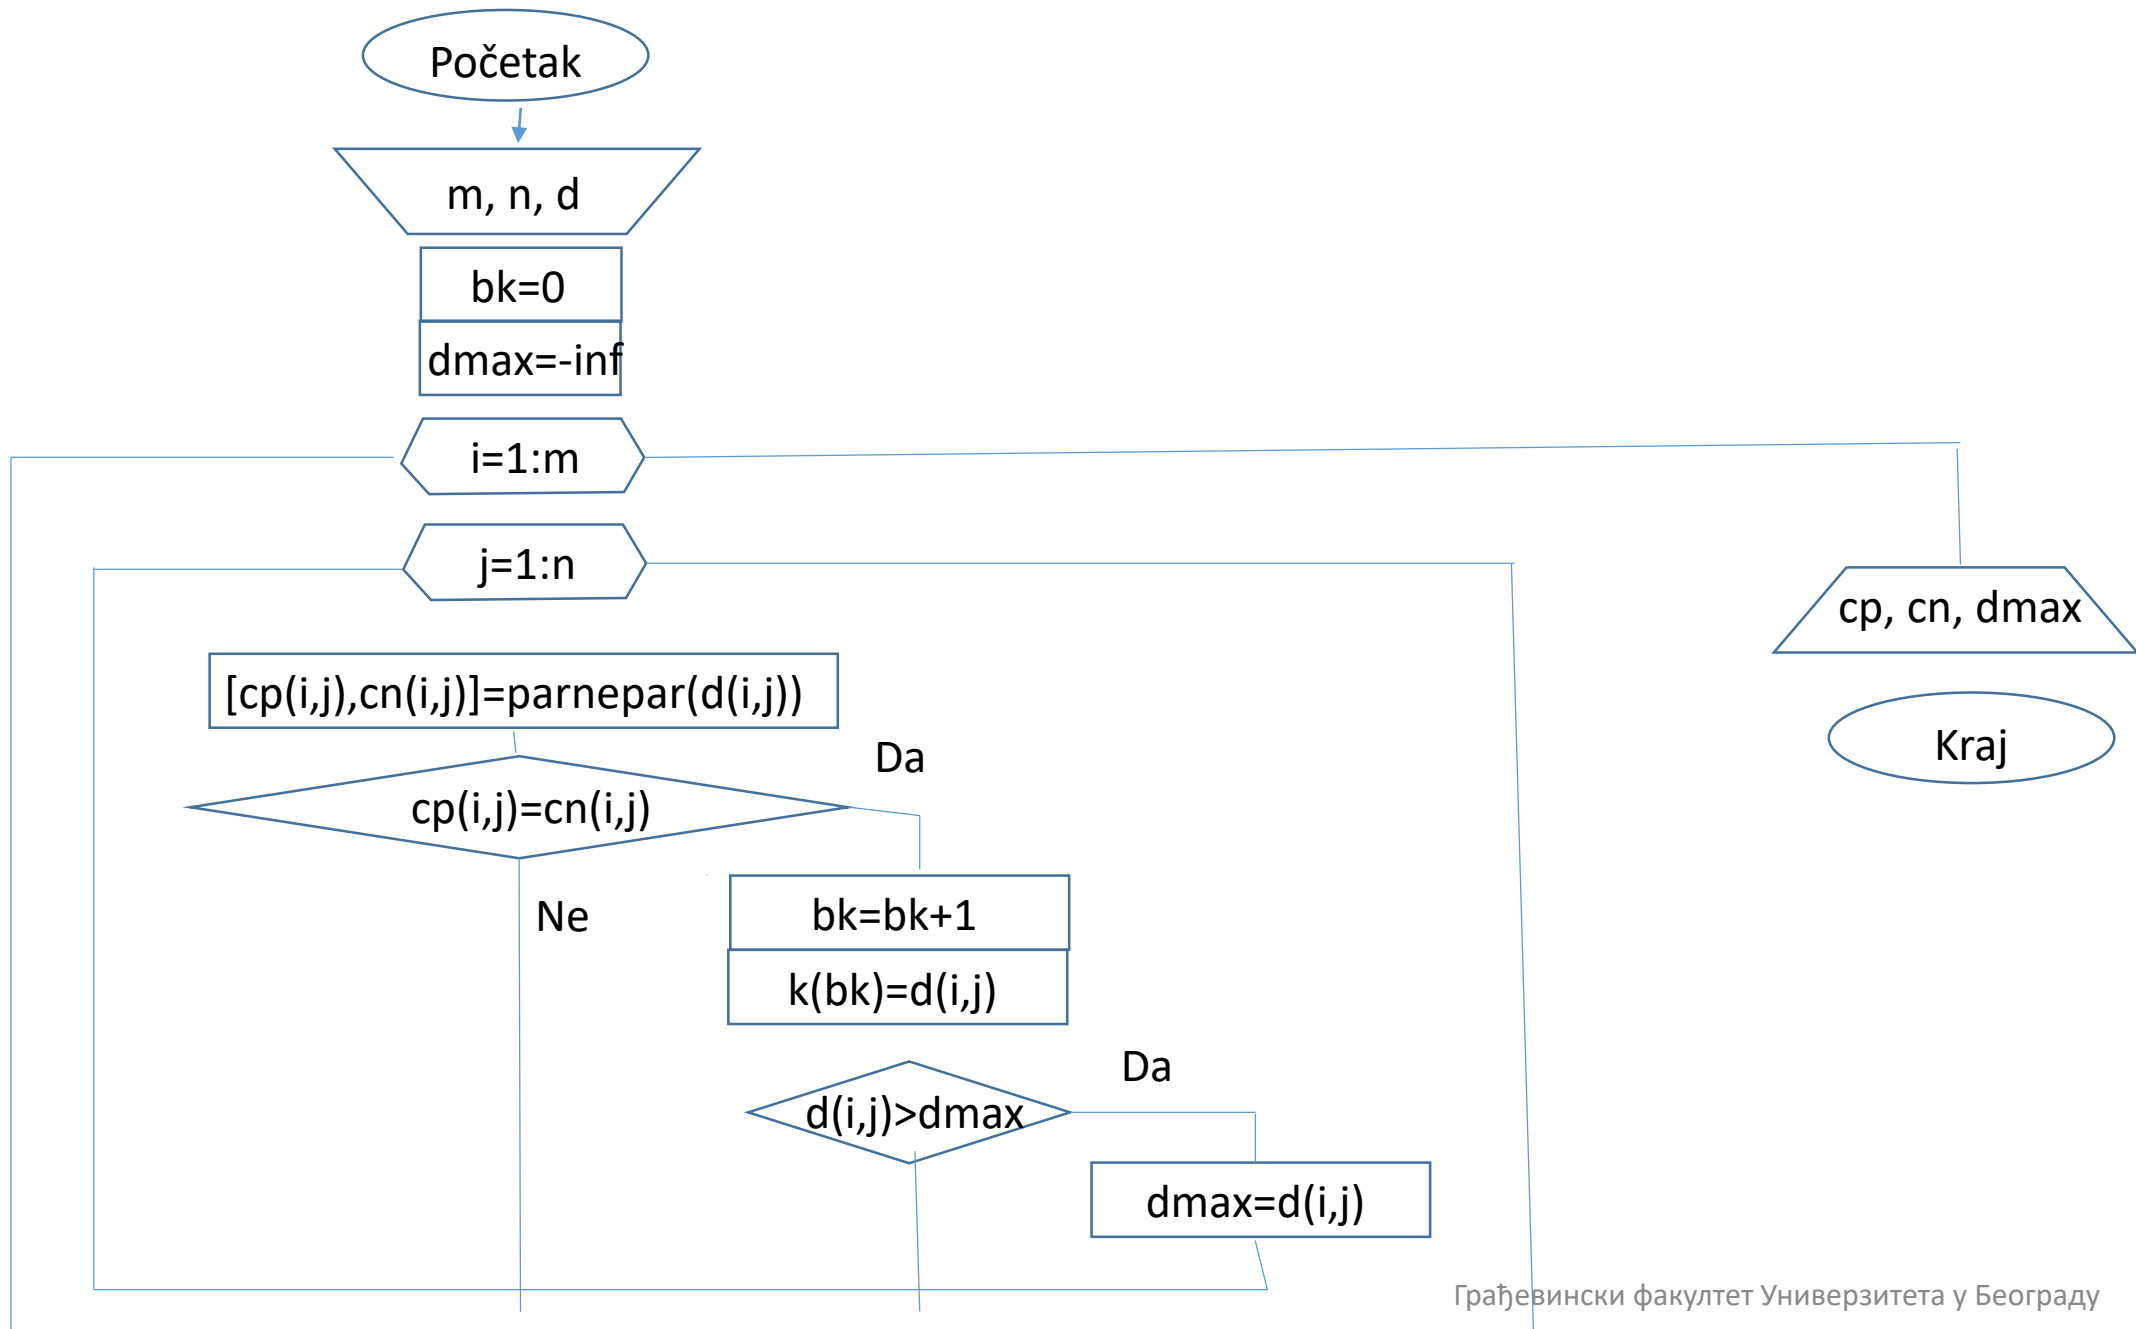 Početak
m, n, d
bk=0
dmax=-inf
i=1:m
j=1:n
cp, cn, dmax
[cp(i,j),cn(i,j)]=parnepar(d(i,j))
Kraj
Da
cp(i,j)=cn(i,j)
Ne
bk=bk+1
k(bk)=d(i,j)
Da
d(i,j)>dmax
dmax=d(i,j)
Грађевински факултет Универзитета у Београду